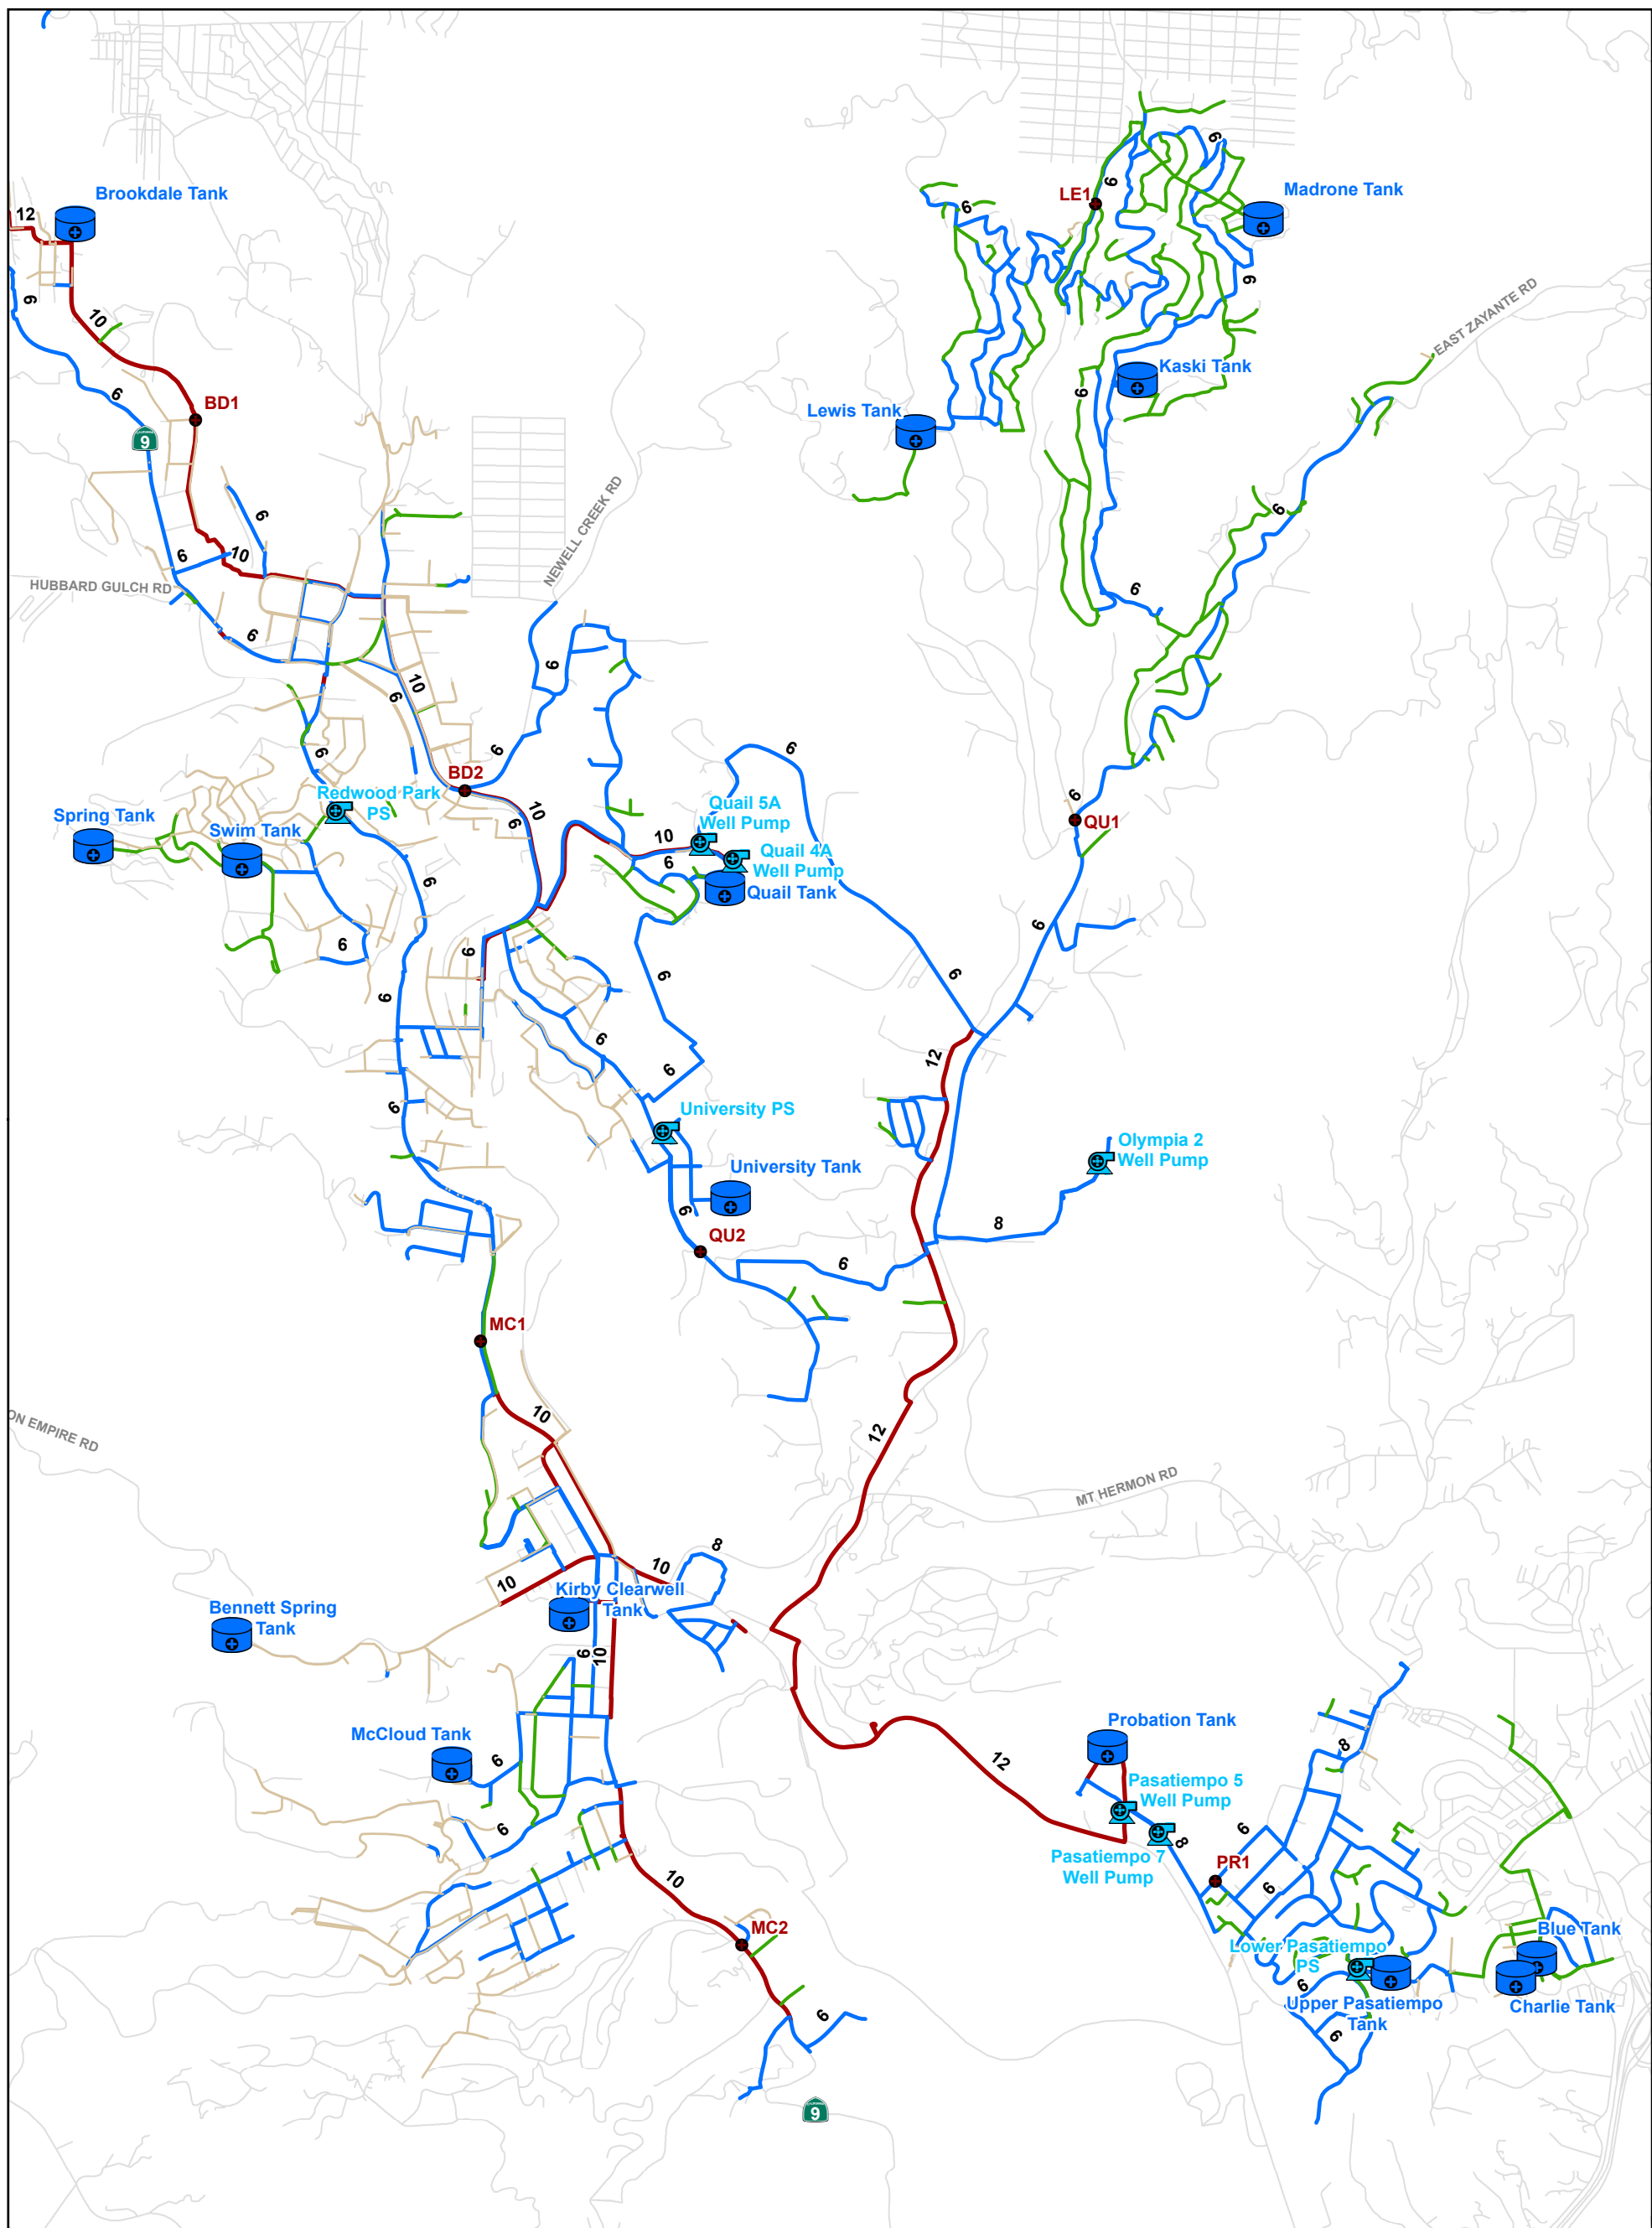 6
LE1
6
Madrone Tank
Brookdale Tank
12
6
6
6
10
EAST ZAYANTE RD
Kaski Tank
6
6
BD1
Lewis Tank
9
NEWELL CREEK RD
6
6
6
10
HUBBARD GULCH RD
6
6
6
10
6
6
6
6
BD2
Redwood Park
PS
Quail 5A
Well Pump
6
10
6
10
Spring Tank
Swim Tank
QU1
Quail 4A
Well Pump
6
Quail Tank
6
6
6
6
6
6
6
6
12
6
6
6
University PS
Olympia 2
Well Pump
University Tank
6
8
QU2
6
MC1
10
ON EMPIRE RD
12
MT HERMON RD
8
10
10
Kirby Clearwell
Tank
Bennett Spring
Tank
6
10
McCloud Tank
6
Probation Tank
12
8
Pasatiempo 5
Well Pump
6
6
8
Pasatiempo 7
Well Pump
PR1
10
6
MC2
Blue Tank
Lower Pasatiempo
PS
6
Upper Pasatiempo
Tank
Charlie Tank
6
6
9